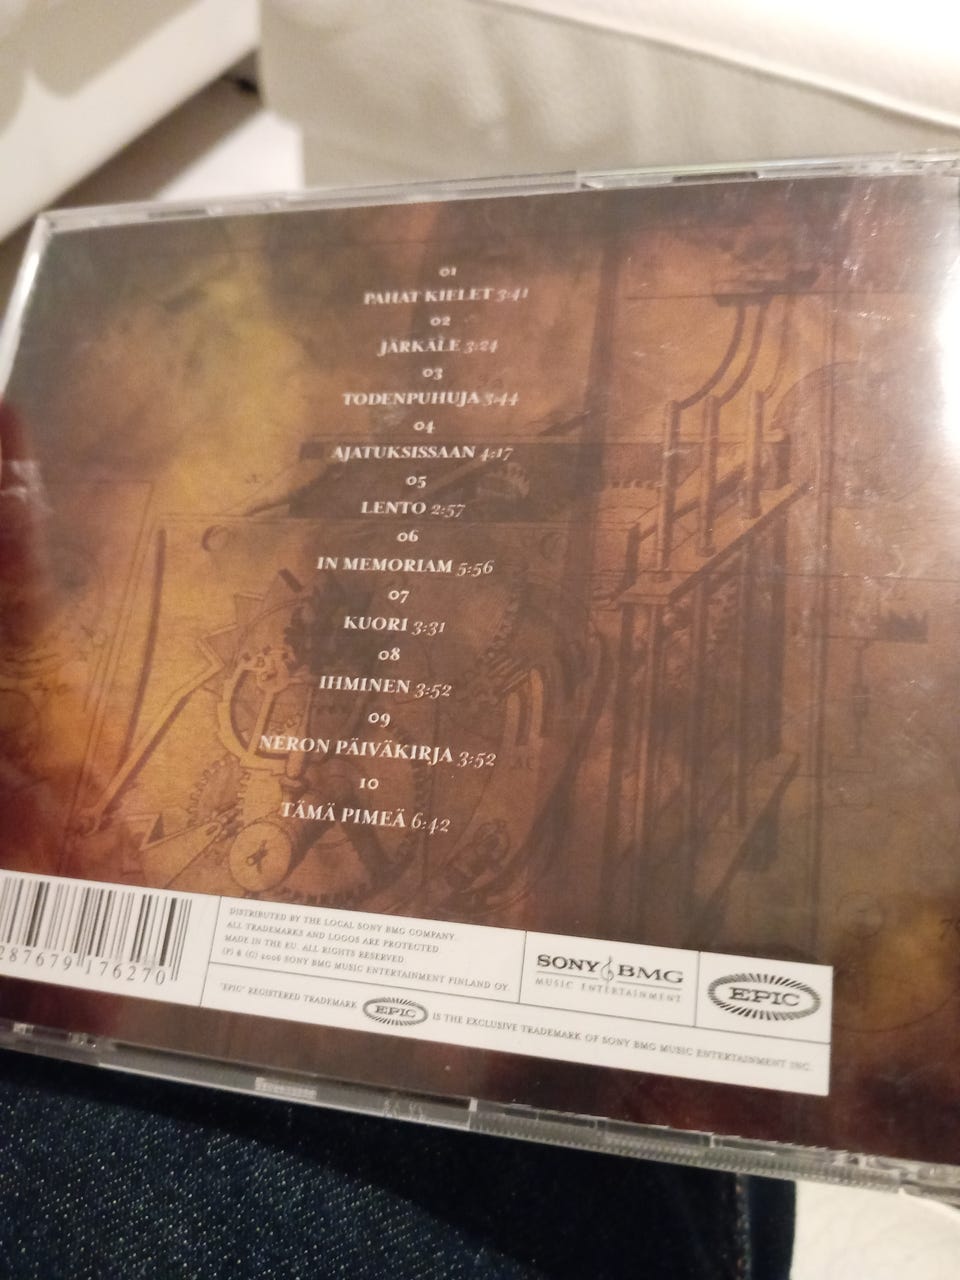 01
PAHAT KIELET 3:41
02
JÄRKÄLE 3:24
03
TODENPUHUJA 3:44
04
AJATUKSISSAAN 4:17
05
LENTO 2:57
06
IN MEMORIAM 5:56
07
KUORI 3:31
08
IHMINEN 3:52
09
NERON PÄIVÄKIRJA 3:52
10
TÄMÄ PIMEÄ 6:42
287679 176270
DISTRIBUTED BY THE LOCAL SONY BMG COMPANY.
ALL TRADEMARKS AND LOGOS ARE PROTECTED.
MADE IN THE EU. ALL RIGHTS RESERVED
(P) & (C) 2006 SONY BMG MUSIC ENTERTAINMENT FINLAND OY.
SONY BMG
MUSIC ENTERTAINMENT
EPIC
"EPIC" REGISTERED TRADEMARK EPIC IS THE EXCLUSIVE TRADEMARK OF SONY BMG MUSIC ENTERTAINMENT INC.